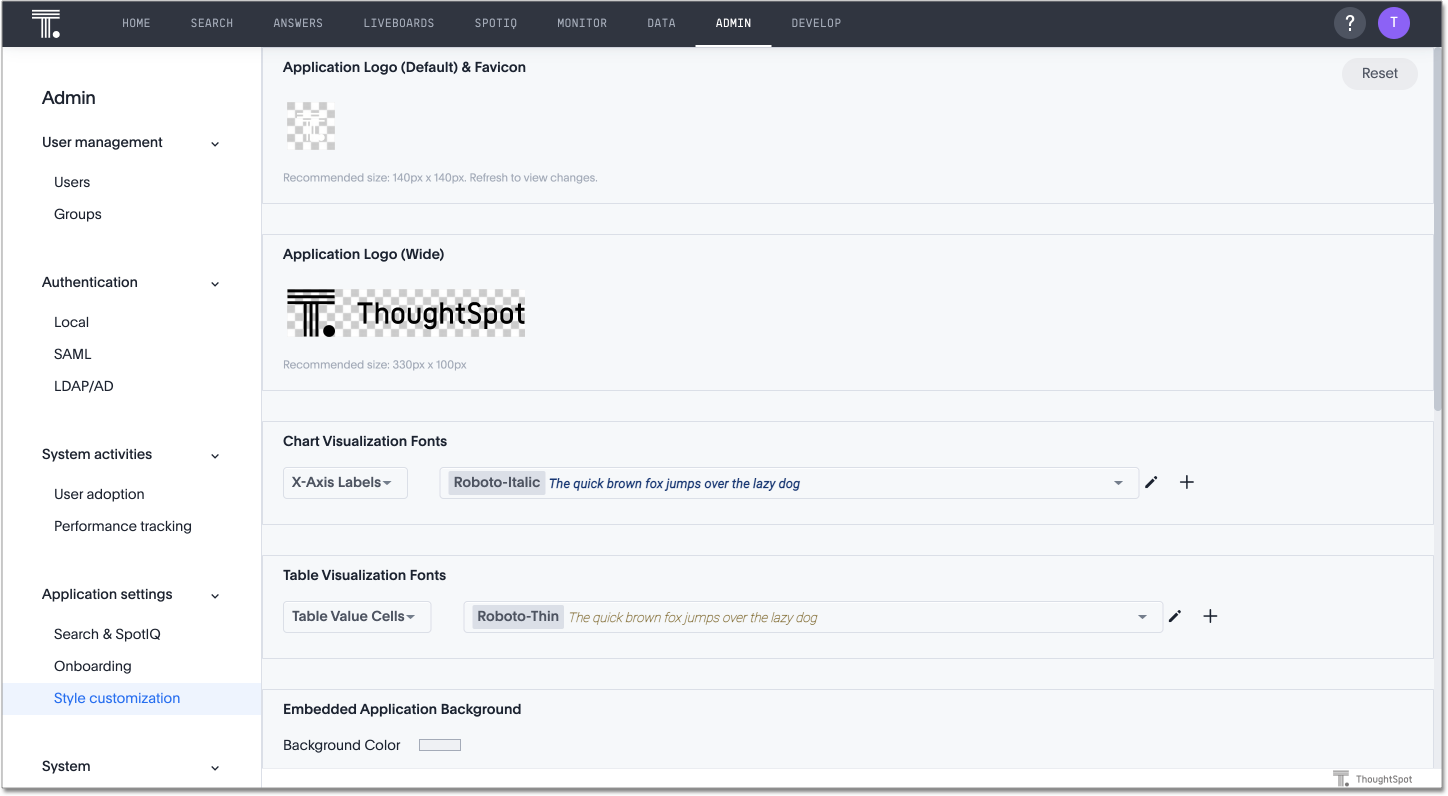 HOME SEARCH ANSWERS LIVEBOARDS SPOTIQ MONITOR DATA ADMIN DEVELOP ? T
Admin
User management
Users
Groups
Authentication
Local
SAML
LDAP/AD
System activities
User adoption
Performance tracking
Application settings
Search & SpotIQ
Onboarding
Style customization
System
Application Logo (Default) & Favicon
Reset
Recommended size: 140px x 140px. Refresh to view changes.
Application Logo (Wide)
ThoughtSpot
Recommended size: 330px x 100px
Chart Visualization Fonts
X-Axis Labels Roboto-Italic The quick brown fox jumps over the lazy dog
Table Visualization Fonts
Table Value Cells Roboto-Thin The quick brown fox jumps over the lazy dog
Embedded Application Background
Background Color
ThoughtSpot